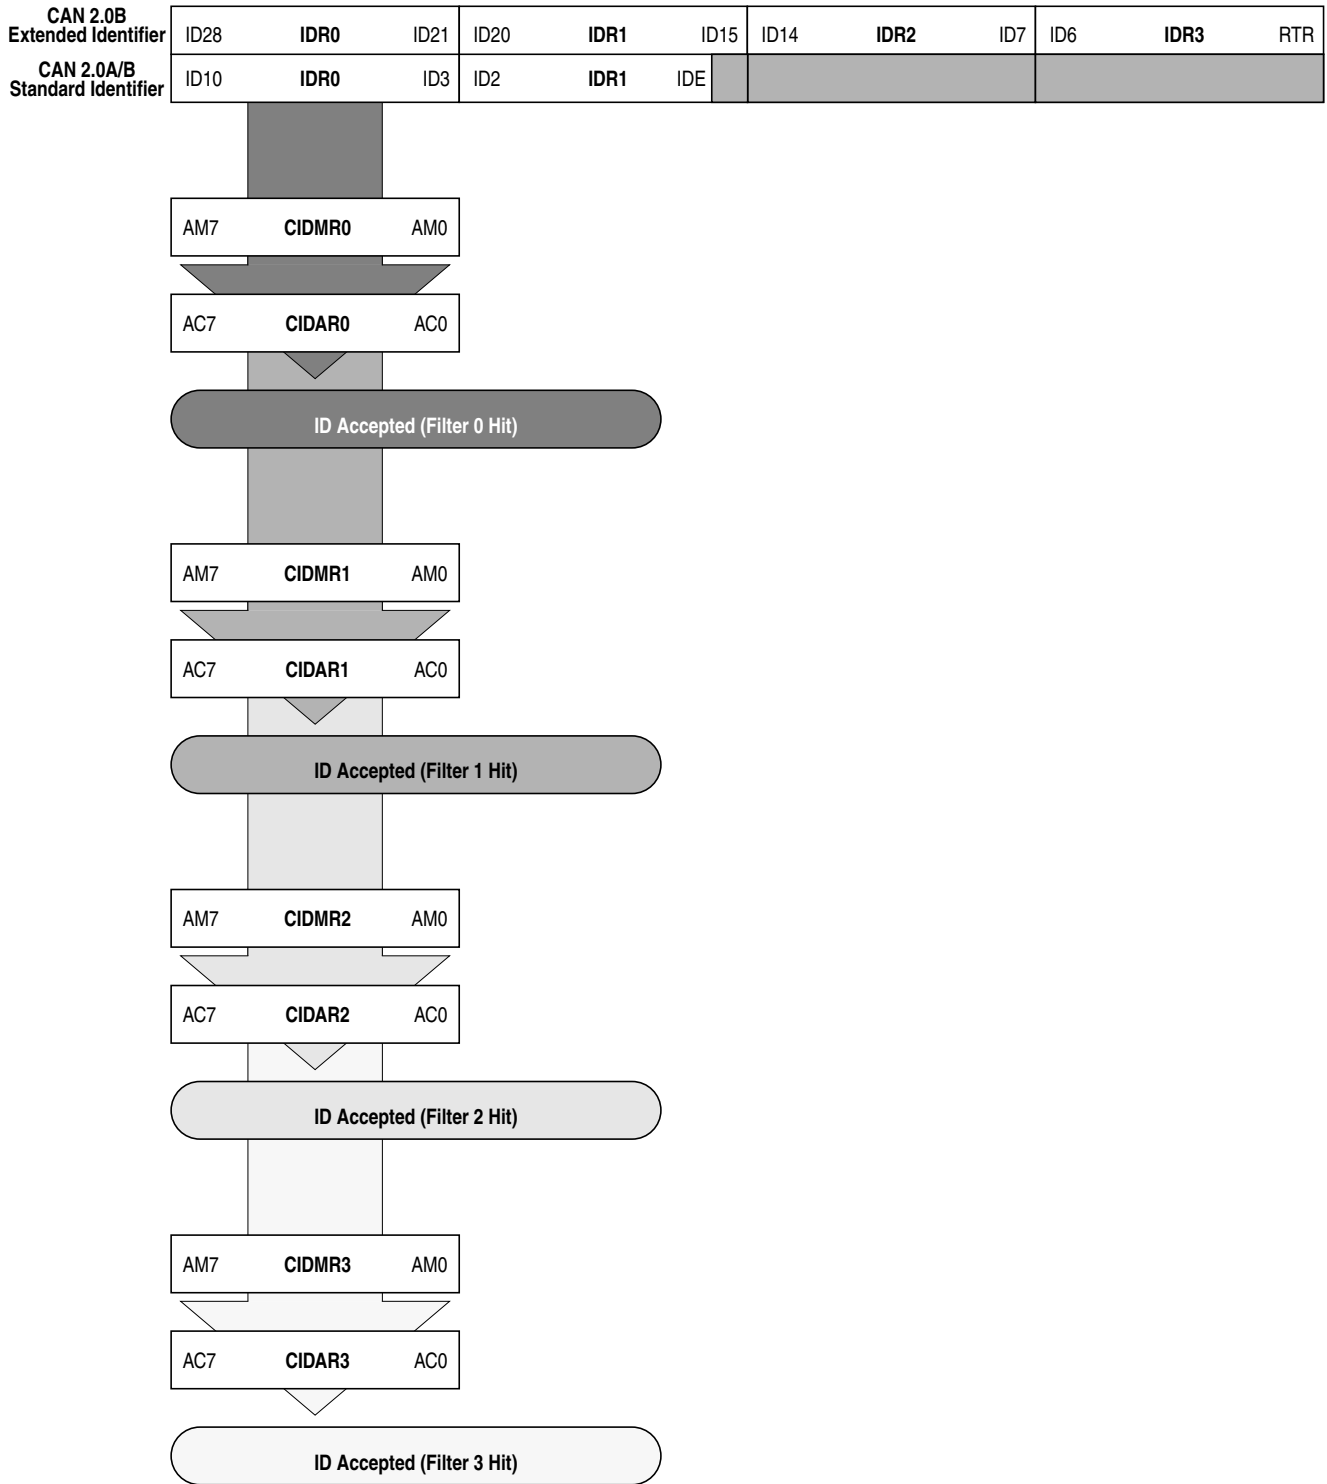 CAN 2.0B
Extended Identifier ID28 IDR0 ID21 ID20 IDR1 ID15 ID14 IDR2 ID7 ID6 IDR3 RTR
CAN 2.0A/B
Standard Identifier ID10 IDR0 ID3 ID2 IDR1 IDE
AM7 CIDMR0 AM0
AC7 CIDAR0 AC0
ID Accepted (Filter 0 Hit)
AM7 CIDMR1 AM0
AC7 CIDAR1 AC0
ID Accepted (Filter 1 Hit)
AM7 CIDMR2 AM0
AC7 CIDAR2 AC0
ID Accepted (Filter 2 Hit)
AM7 CIDMR3 AM0
AC7 CIDAR3 AC0
ID Accepted (Filter 3 Hit)